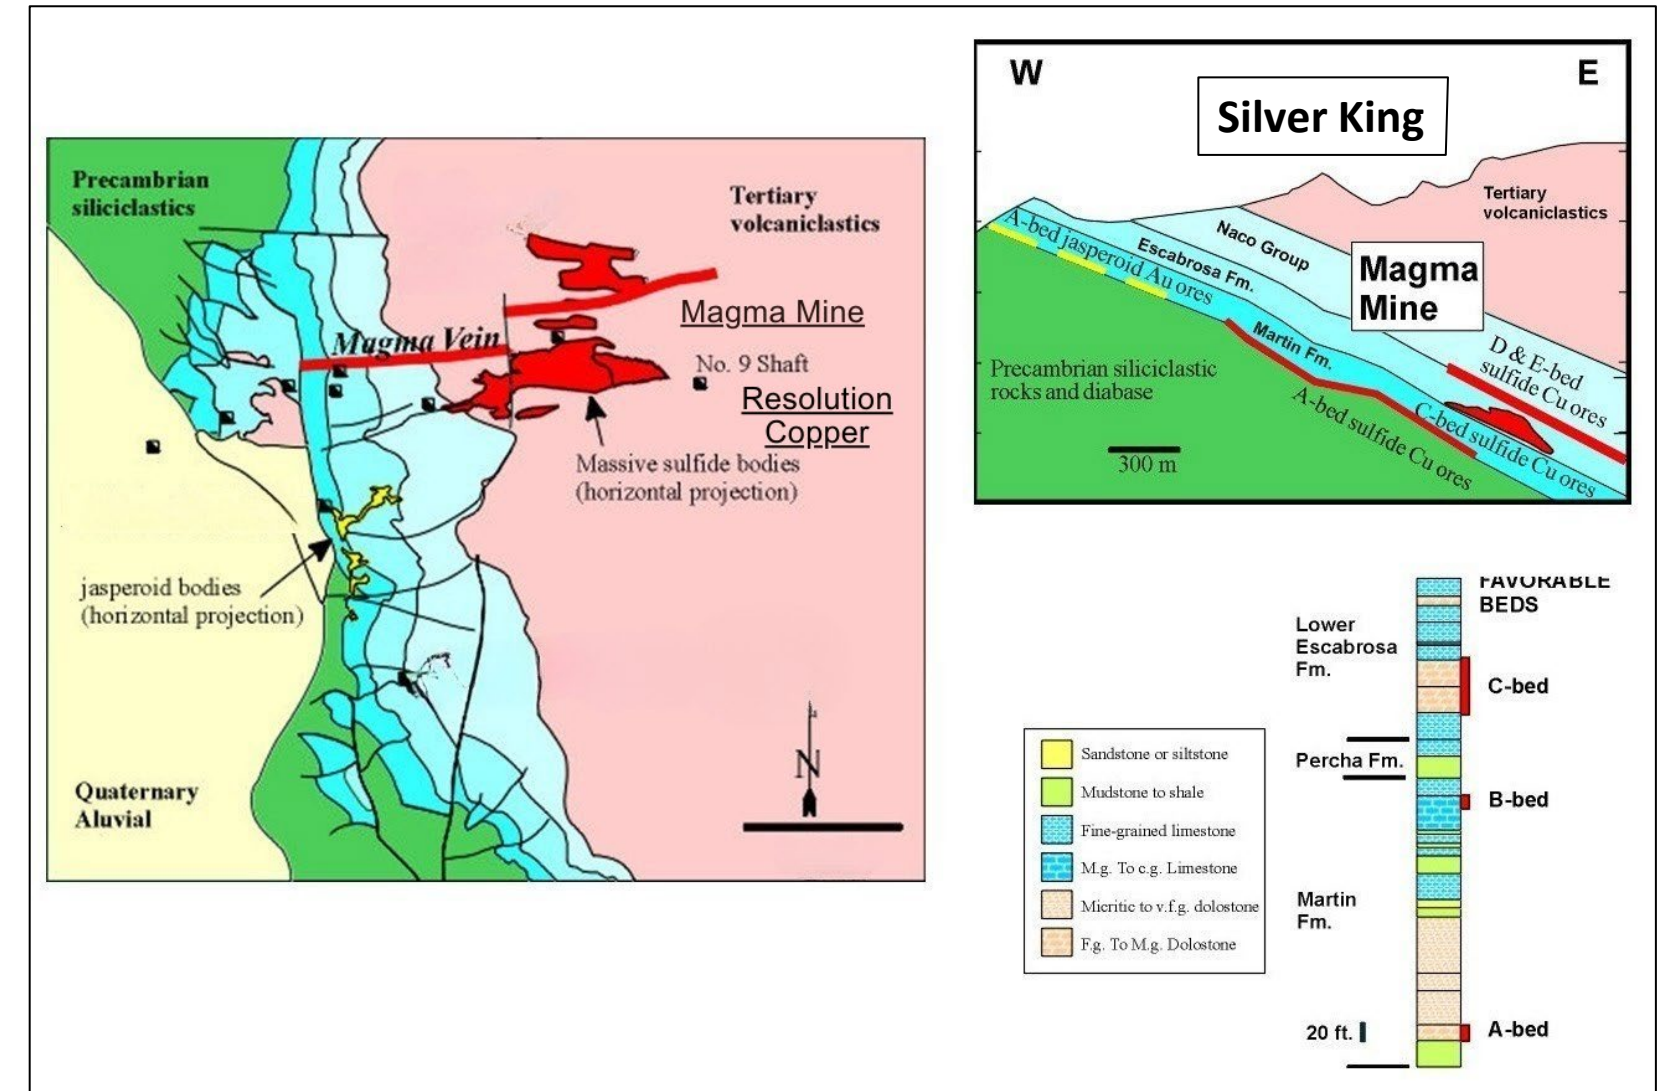 Precambrian
siliciclastics
Tertiary
volcaniclastics
Magma Mine
Magma Vein
No. 9 Shaft
Resolution
Copper
Massive sulfide bodies
(horizontal projection)
jasperoid bodies
(horizontal projection)
Quaternary
Aluvial
N
W
E
Silver King
Tertiary
volcaniclastics
Naco Group
Magma
Mine
A-bed jasperoid Au ores
Escabrosa Fm.
Martin Fm.
D & E-bed
sulfide Cu ores
Precambrian siliciclastic
rocks and diabase
A-bed sulfide Cu ores
C-bed sulfide Cu ores
300 m
FAVORABLE
BEDS
Lower
Escabrosa
Fm.
C-bed
Percha Fm.
B-bed
Martin
Fm.
20 ft.
A-bed
Sandstone or siltstone
Mudstone to shale
Fine-grained limestone
M.g. To c.g. Limestone
Micritic to v.f.g. dolostone
F.g. To M.g. Dolostone